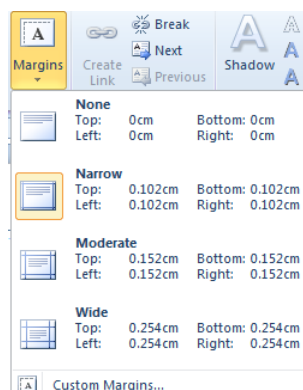 A
Margins
Create
Link
Break
Next
Previous
A
Shadow
A
A
A
None
Top: 0cm Bottom: 0cm
Left: 0cm Right: 0cm
Narrow
Top: 0.102cm Bottom: 0.102cm
Left: 0.102cm Right: 0.102cm
Moderate
Top: 0.152cm Bottom: 0.152cm
Left: 0.152cm Right: 0.152cm
Wide
Top: 0.254cm Bottom: 0.254cm
Left: 0.254cm Right: 0.254cm
A Custom Margins...